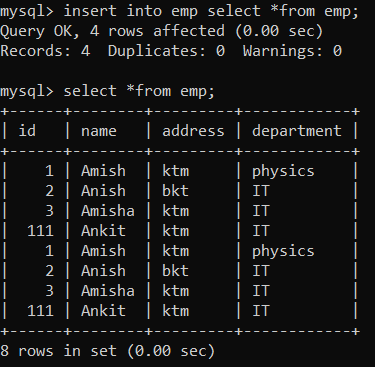 mysql> insert into emp select *from emp;
Query OK, 4 rows affected (0.00 sec)
Records: 4  Duplicates: 0  Warnings: 0

mysql> select *from emp;
+------+--------+---------+------------+
| id   | name   | address | department |
+------+--------+---------+------------+
|    1 | Amish  | ktm     | physics    |
|    2 | Anish  | bkt     | IT         |
|    3 | Amisha | ktm     | IT         |
|  111 | Ankit  | ktm     | IT         |
|    1 | Amish  | ktm     | physics    |
|    2 | Anish  | bkt     | IT         |
|    3 | Amisha | ktm     | IT         |
|  111 | Ankit  | ktm     | IT         |
+------+--------+---------+------------+
8 rows in set (0.00 sec)